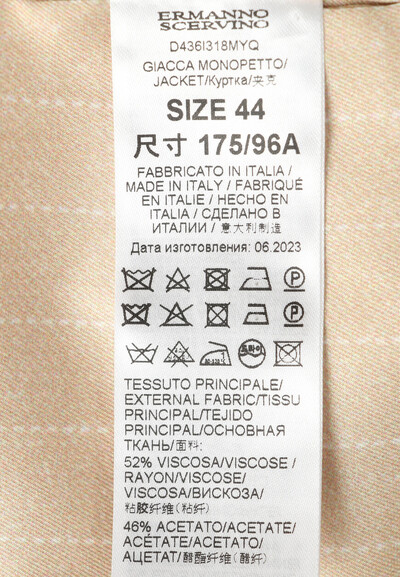 ERMANNO
SCERVINO
D436I318MYQ
GIACCA MONOPETTO/
JACKET/Куртка/夹克
SIZE 44
尺寸 175/96A
FABBRICATO IN ITALIA /
MADE IN ITALY / FABRIQUÉ
EN ITALIE / HECHO EN
ITALIA / СДЕЛАНО В
ИТАЛИИ / 意大利制造
Дата изготовления: 06.2023
P
P
드라이
TESSUTO PRINCIPALE/
EXTERNAL FABRIC/TISSU
PRINCIPAL/TEJIDO
PRINCIPAL/ОСНОВНАЯ
ТКАНЬ/面料:
52% VISCOSA/VISCOSE /
RAYON/VISCOSE/
VISCOSA/ВИСКОЗА/
粘胶纤维(粘纤)
46% ACETATO/ACETATE/
ACÉTATE/ACETATO/
АЦЕТАТ/醋酯纤维(醋纤)